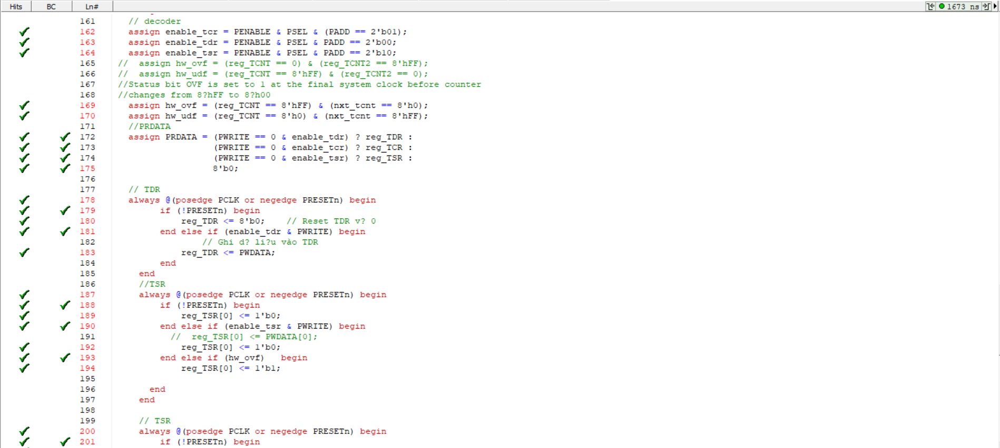 Hits BC Ln# 1673 ns
161 // decoder
162 assign enable_tcr = PENABLE & PSEL & (PADD == 2'b01);
163 assign enable_tdr = PENABLE & PSEL & PADD == 2'b00;
164 assign enable_tsr = PENABLE & PSEL & PADD == 2'b10;
165 // assign hw_ovf = (reg_TCNT == 0) & (reg_TCNT2 == 8'hFF);
166 // assign hw_udf = (reg_TCNT == 8'hFF) & (reg_TCNT2 == 0);
167 //Status bit OVF is set to 1 at the final system clock before counter
168 //changes from 8?hFF to 8?h00
169 assign hw_ovf = (reg_TCNT == 8'hFF) & (nxt_tcnt == 8'h0);
170 assign hw_udf = (reg_TCNT == 8'h0) & (nxt_tcnt == 8'hFF);
171 //PRDATA
172 assign PRDATA = (PWRITE == 0 & enable_tdr) ? reg_TDR :
173 (PWRITE == 0 & enable_tcr) ? reg_TCR :
174 (PWRITE == 0 & enable_tsr) ? reg_TSR :
175 8'b0;
176
177 // TDR
178 always @(posedge PCLK or negedge PRESETn) begin
179 if (!PRESETn) begin
180 reg_TDR <= 8'b0; // Reset TDR v? 0
181 end else if (enable_tdr & PWRITE) begin
182 // Ghi d? li?u vào TDR
183 reg_TDR <= PWDATA;
184 end
185 end
186 //TSR
187 always @(posedge PCLK or negedge PRESETn) begin
188 if (!PRESETn) begin
189 reg_TSR[0] <= 1'b0;
190 end else if (enable_tsr & PWRITE) begin
191 // reg_TSR[0] <= PWDATA[0];
192 reg_TSR[0] <= 1'b0;
193 end else if (hw_ovf) begin
194 reg_TSR[0] <= 1'b1;
195
196 end
197 end
198
199 // TSR
200 always @(posedge PCLK or negedge PRESETn) begin
201 if (!PRESETn) begin